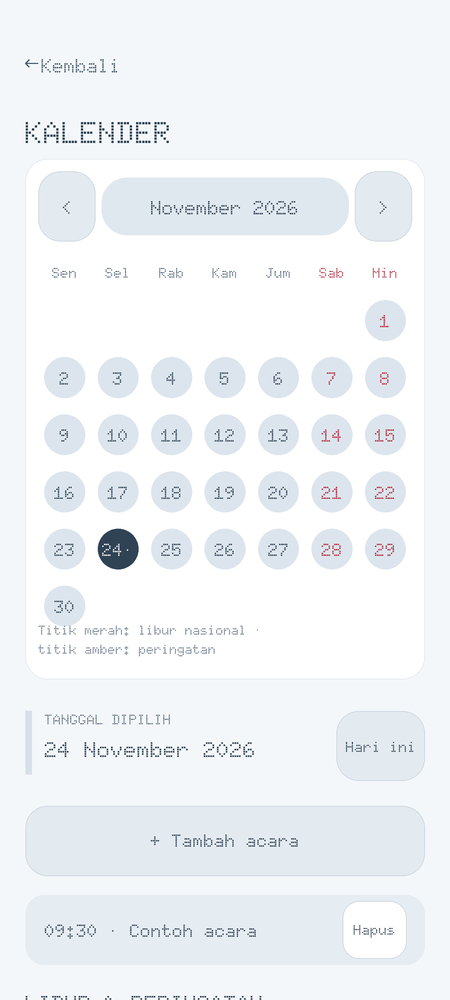 ←Kembali
KALENDER
‹ November 2026 ›
Sen Sel Rab Kam Jum Sab Min
1
2 3 4 5 6 7 8
9 10 11 12 13 14 15
16 17 18 19 20 21 22
23 24· 25 26 27 28 29
30
Titik merah: libur nasional ·
titik amber: peringatan
TANGGAL DIPILIH
24 November 2026
Hari ini
+ Tambah acara
09:30 · Contoh acara
Hapus